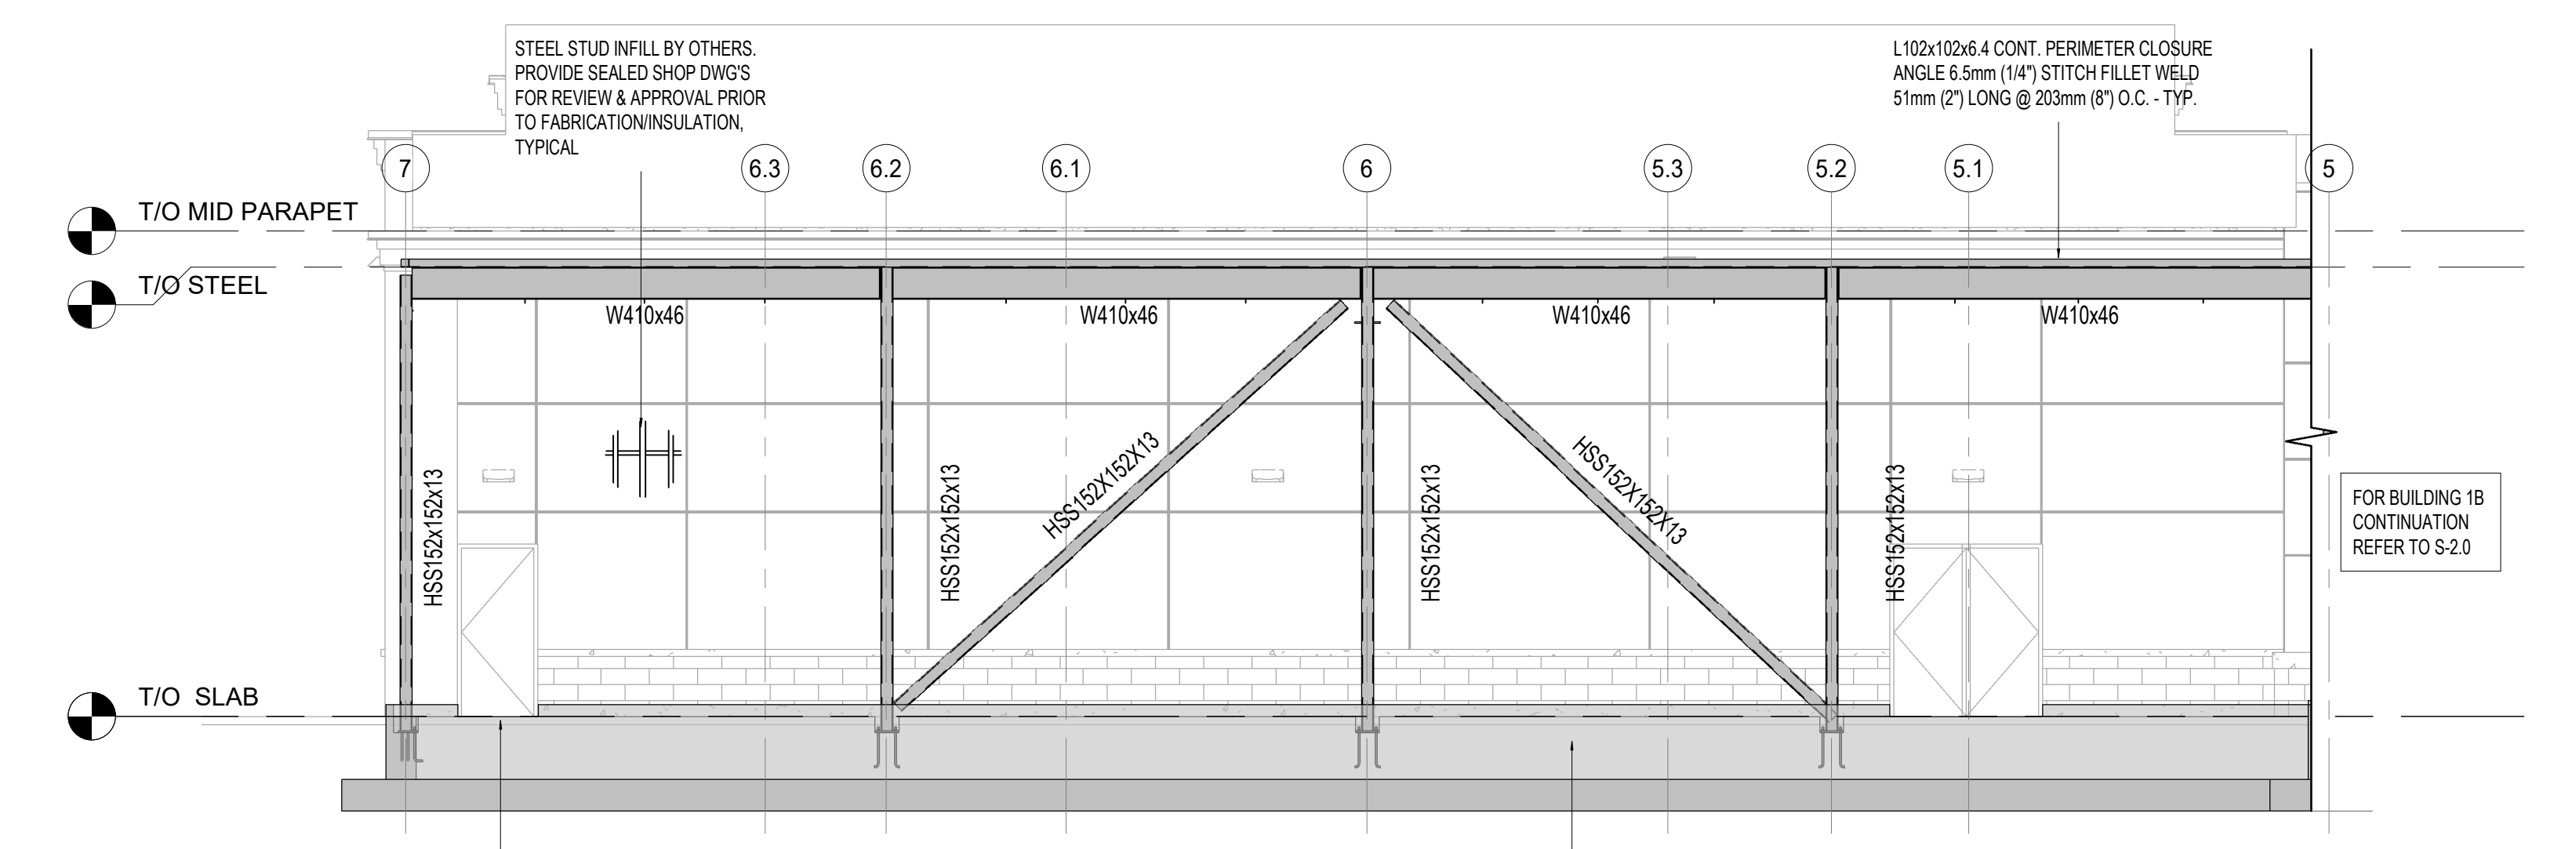 STEEL STUD INFILL BY OTHERS.
PROVIDE SEALED SHOP DWG'S
FOR REVIEW & APPROVAL PRIOR
TO FABRICATION/INSULATION,
TYPICAL
L102x102x6.4 CONT. PERIMETER CLOSURE
ANGLE 6.5mm (1/4") STITCH FILLET WELD
51mm (2") LONG @ 203mm (8") O.C. - TYP.
7
6.3
6.2
6.1
6
5.3
5.2
5.1
5
T/O MID PARAPET
T/O STEEL
W410x46
W410x46
W410x46
W410x46
HSS152x152x13
HSS152x152x13
HSS152X152X13
HSS152x152x13
HSS152X152X13
HSS152x152x13
FOR BUILDING 1B
CONTINUATION
REFER TO S-2.0
T/O SLAB